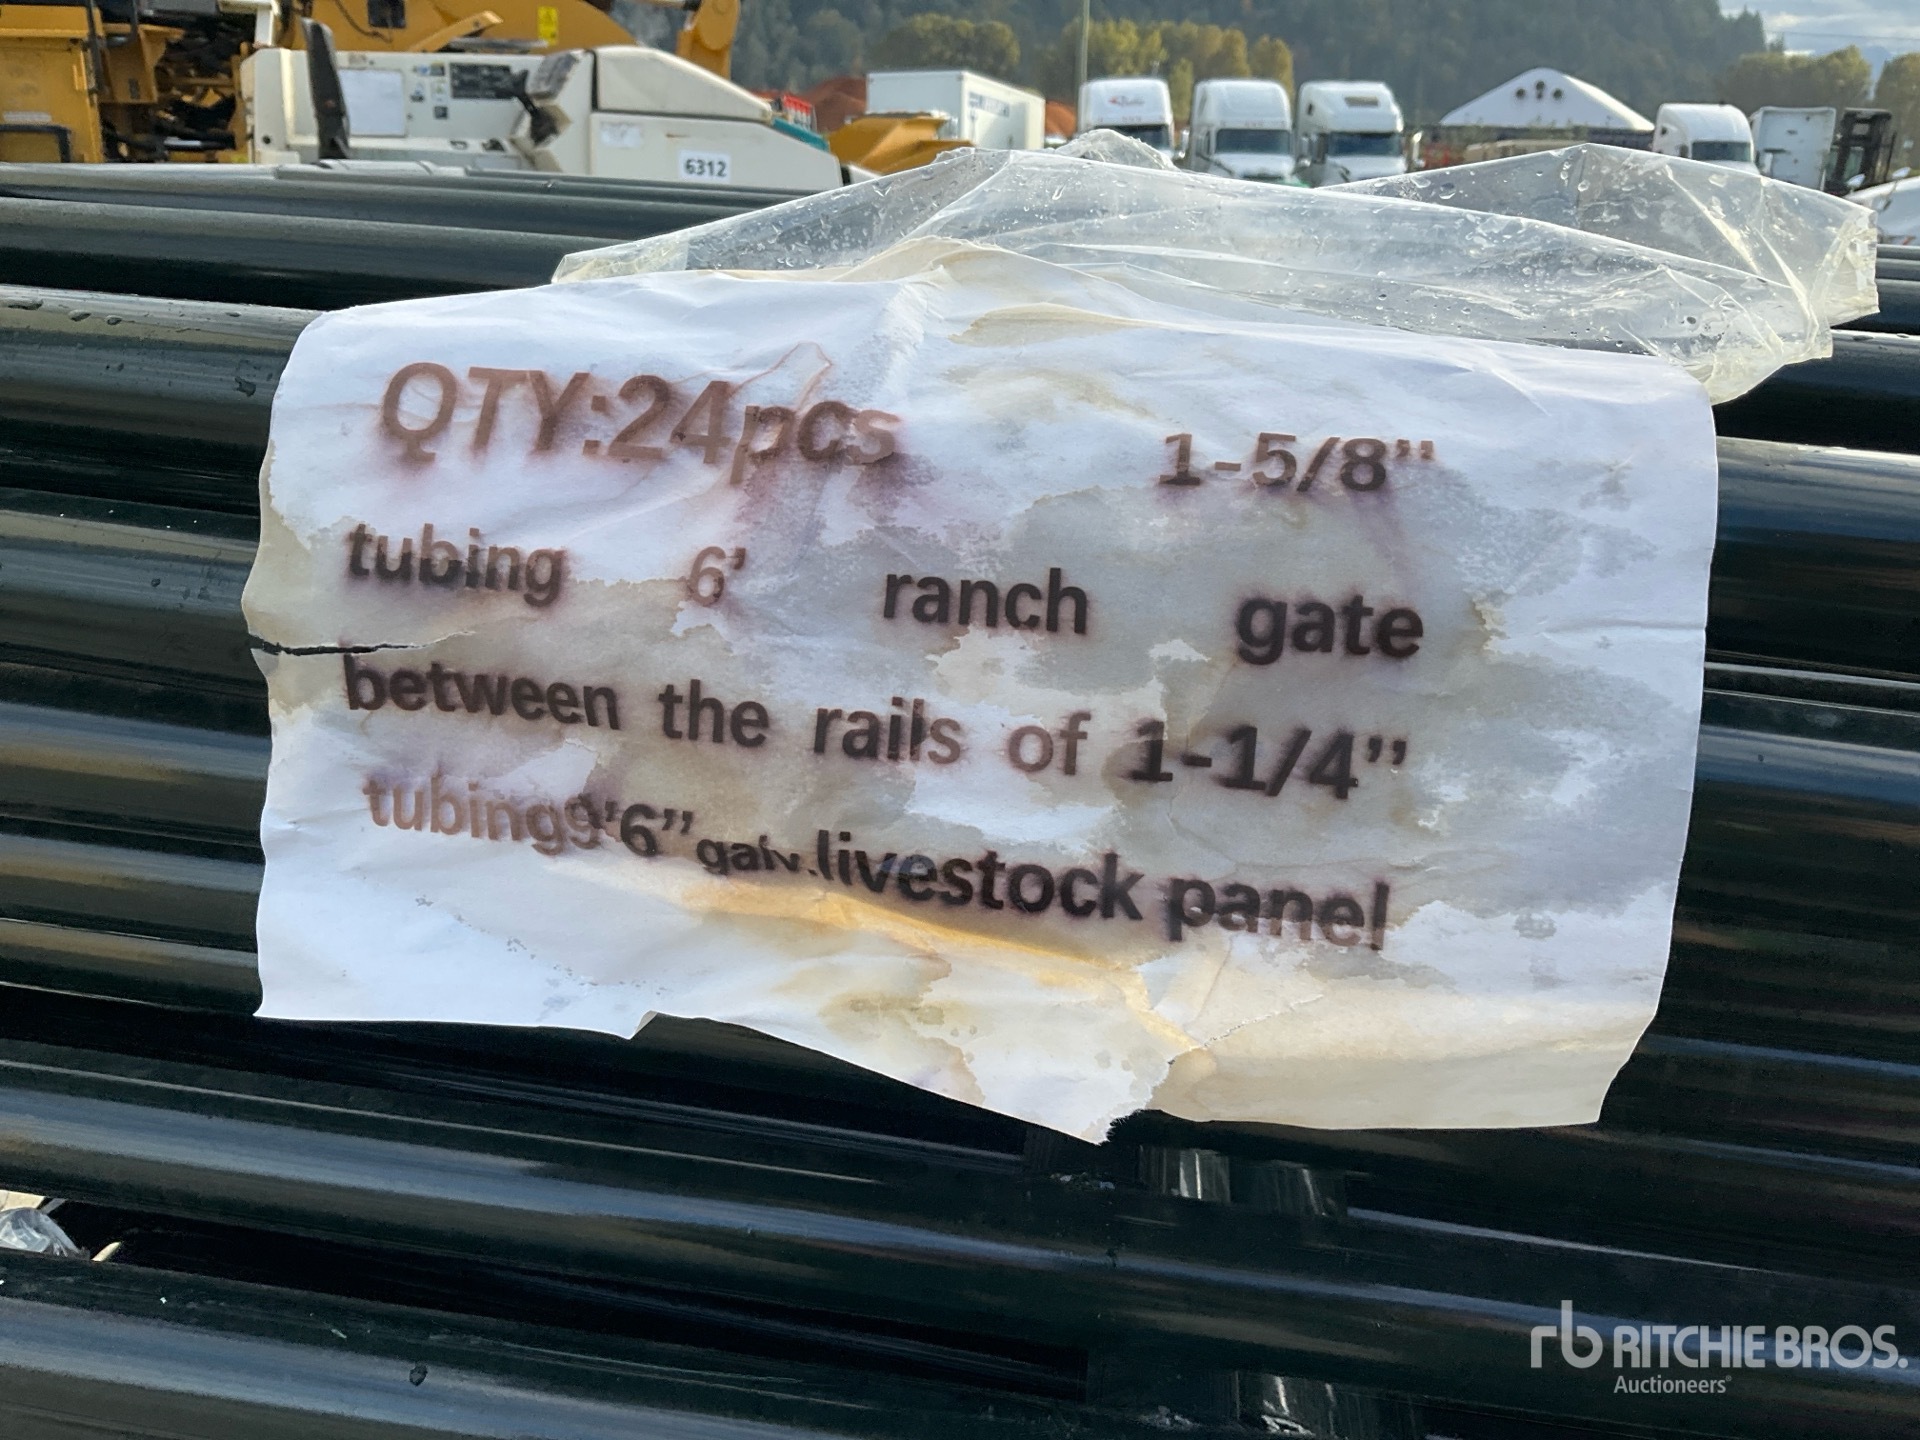 6312
QTY:24pcs 1-5/8"
tubing 6' ranch gate
between the rails of 1-1/4"
tubing9'6" galv.livestock panel
rb RITCHIE BROS.
Auctioneers